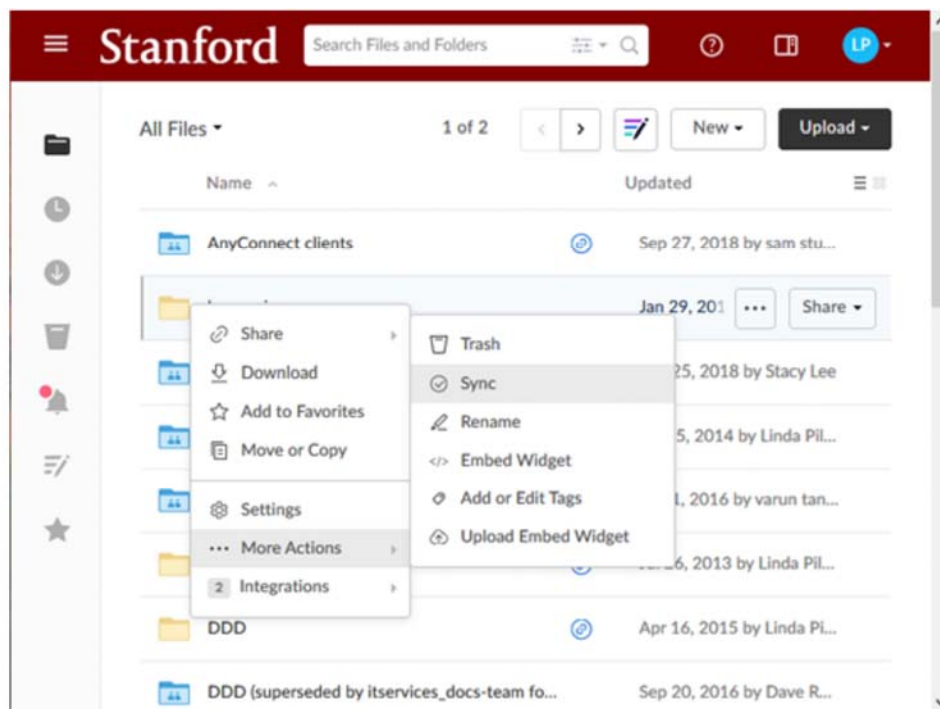 Stanford
Search Files and Folders
LP
All Files
1 of 2
New
Upload
Name
Updated
AnyConnect clients
Sep 27, 2018 by sam stu...
Jan 29, 201
Share
Share
Download
Add to Favorites
Move or Copy
Settings
More Actions
2 Integrations
Trash
Sync
Rename
Embed Widget
Add or Edit Tags
Upload Embed Widget
25, 2018 by Stacy Lee
5, 2014 by Linda Pil...
, 2016 by varun tan...
6, 2013 by Linda Pil...
DDD
Apr 16, 2015 by Linda Pi...
DDD (superseded by itservices_docs-team fo...
Sep 20, 2016 by Dave R...